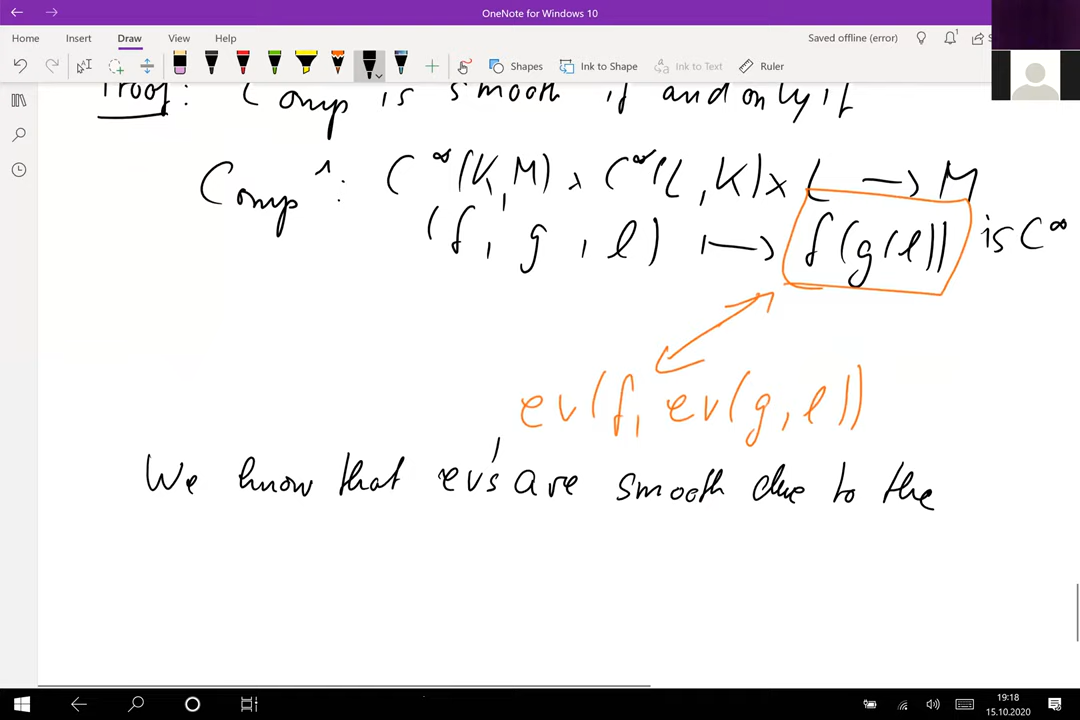 OneNote for Windows 10
Home Insert Draw View Help
Saved offline (error)
Shapes Ink to Shape Ink to Text Ruler
Proof: Comp is smooth if and only if
Comp^: C^∞(K, M) × C^∞(L, K) × L → M
(f, g, l) ↦ f(g(l)) is C^∞
ev(f, ev(g, l))
We know that ev's are smooth due to the
19:18
15.10.2020